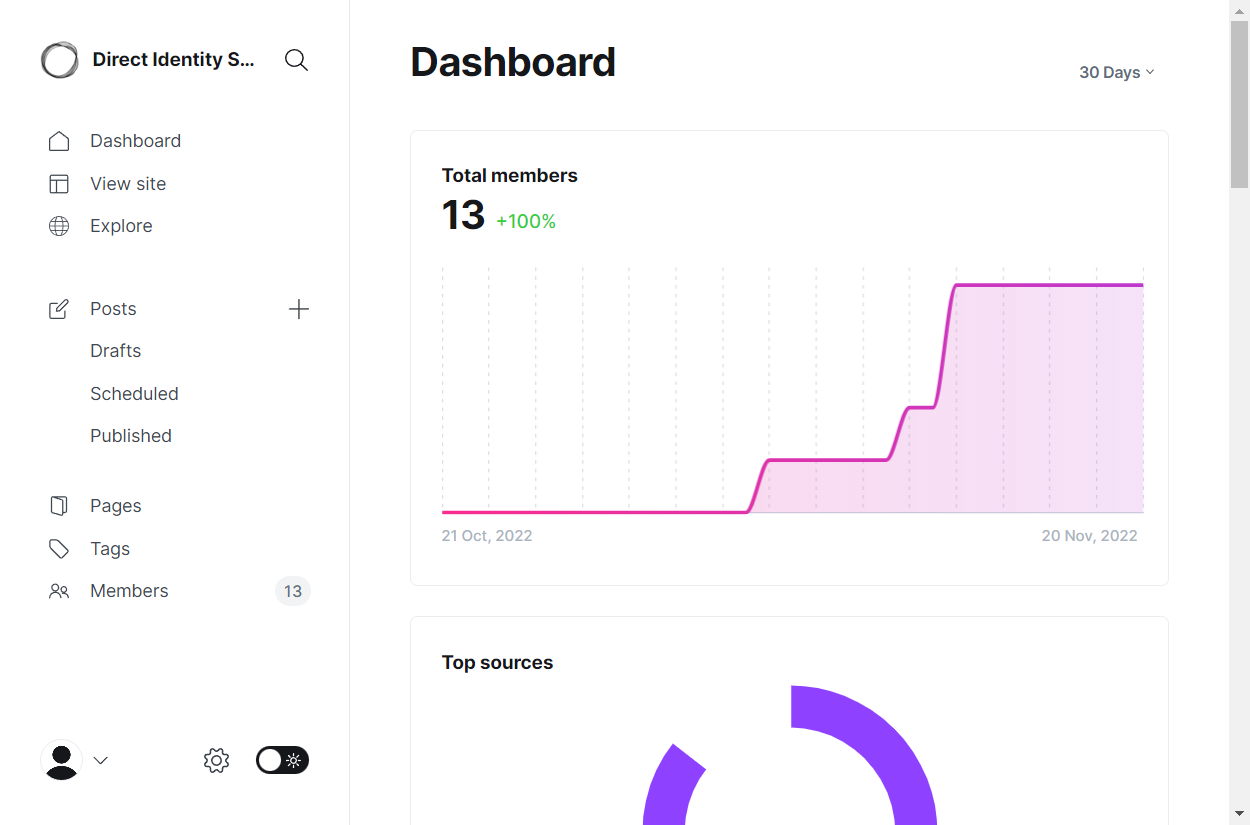 Direct Identity S...
Dashboard
View site
Explore
Posts
Drafts
Scheduled
Published
Pages
Tags
Members
13
Dashboard
30 Days
Total members
13 +100%
21 Oct, 2022
20 Nov, 2022
Top sources